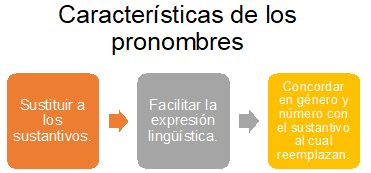 Características de los
pronombres
Sustituir a
los
sustantivos.
Facilitar la
expresión
lingüística.
Concordar
en género y
número con
el sustantivo
al cual
reemplazan.